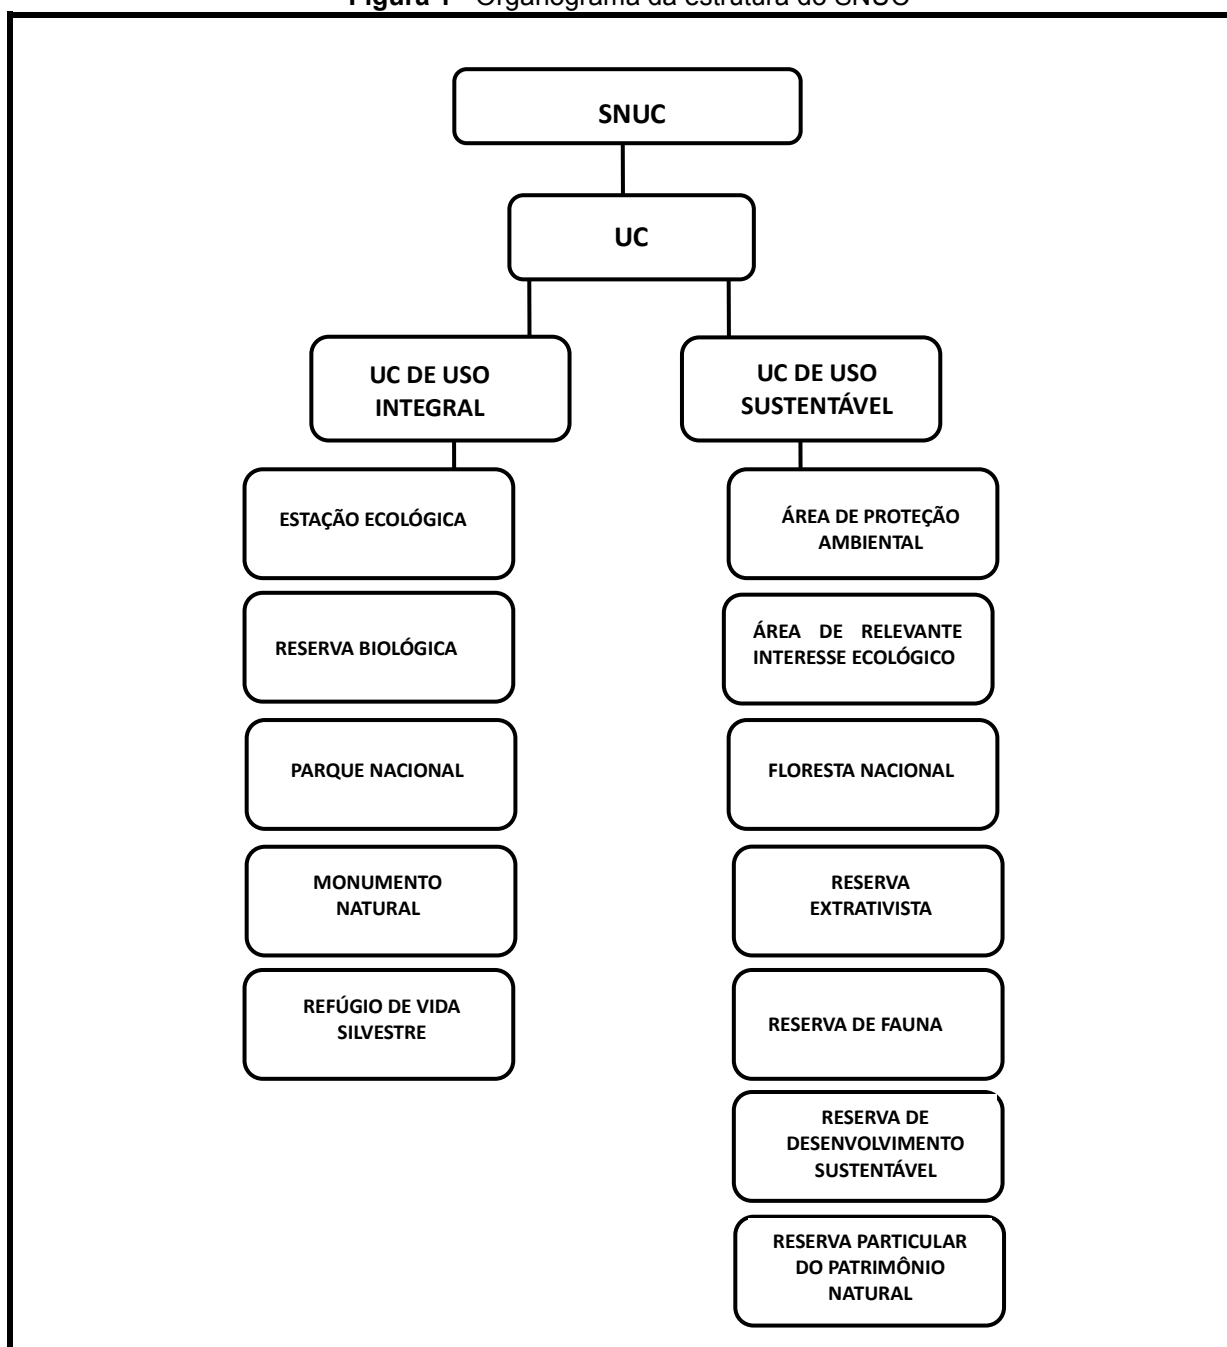 Figura 1 - Organograma da estrutura do SNUC
SNUC
UC
UC DE USO
INTEGRAL
UC DE USO
SUSTENTÁVEL
ESTAÇÃO ECOLÓGICA
RESERVA BIOLÓGICA
PARQUE NACIONAL
MONUMENTO
NATURAL
REFÚGIO DE VIDA
SILVESTRE
ÁREA DE PROTEÇÃO
AMBIENTAL
ÁREA DE RELEVANTE
INTERESSE ECOLÓGICO
FLORESTA NACIONAL
RESERVA
EXTRATIVISTA
RESERVA DE FAUNA
RESERVA DE
DESENVOLVIMENTO
SUSTENTÁVEL
RESERVA PARTICULAR
DO PATRIMÔNIO
NATURAL